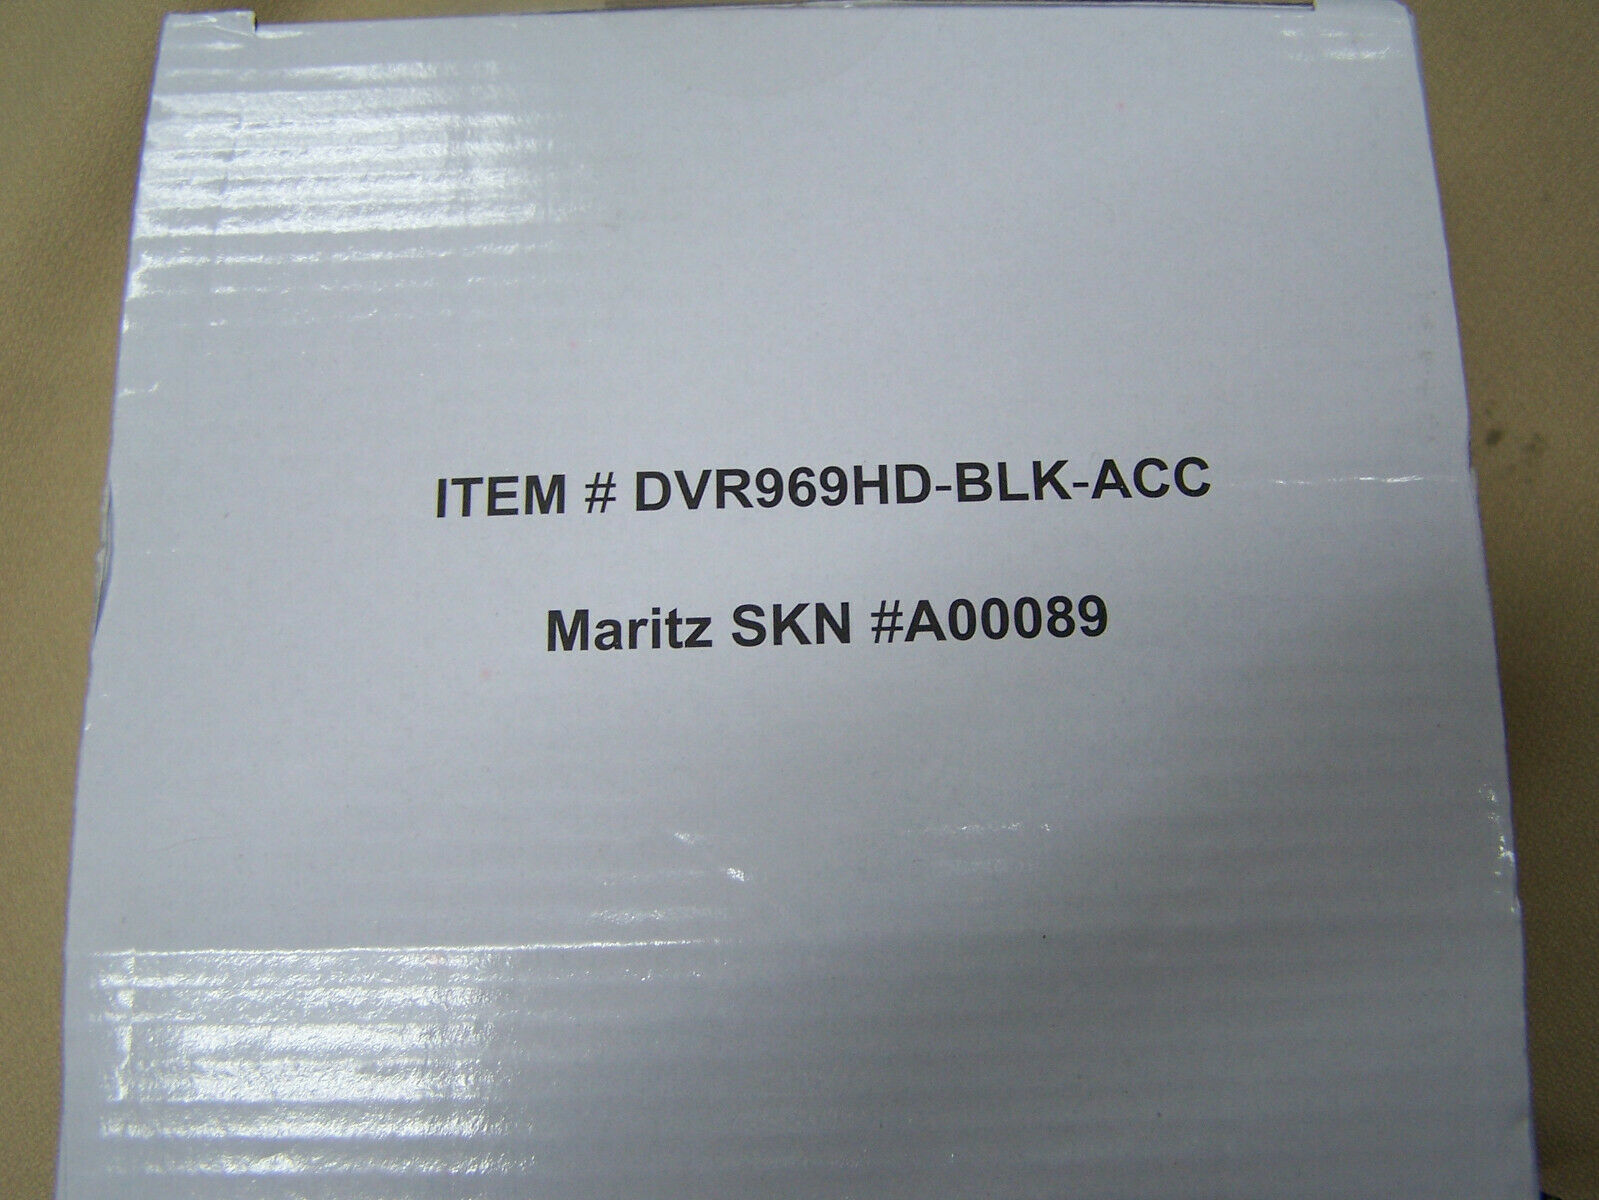 ITEM # DVR969HD-BLK-ACC
Maritz SKN #A00089